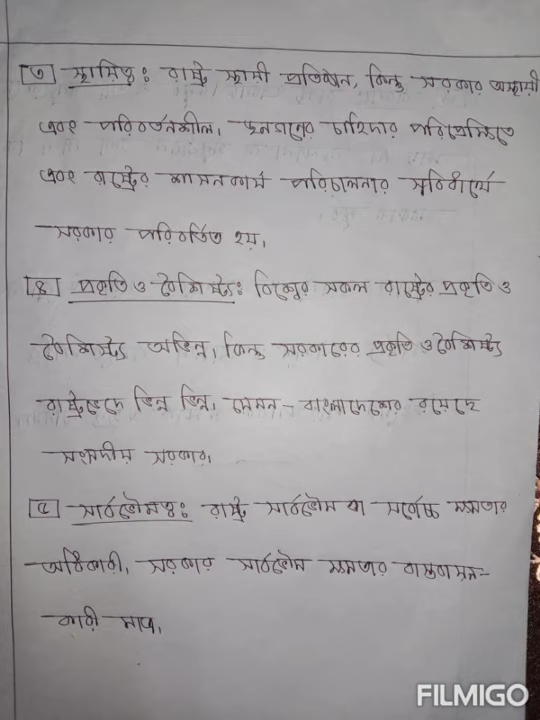 [৩] স্থায়িত্ব: রাষ্ট্র স্থায়ী প্রতিষ্ঠান, কিন্তু সরকার অস্থায়ী
এবং পরিবর্তনশীল। জনগনের চাহিদার পরিপ্রেক্ষিতে
এবং রাষ্ট্রের শাসনকার্য পরিচালনার সুবিধার্থে
সরকার পরিবর্তিত হয়।
[৪] প্রকৃতি ও বৈশিষ্ট্য: বিশ্বের সকল রাষ্ট্রের প্রকৃতি ও
বৈশিষ্ট্য অভিন্ন, কিন্তু সরকারের প্রকৃতি ও বৈশিষ্ট্য
রাষ্ট্রভেদে ভিন্ন ভিন্ন। যেমন- বাংলাদেশের রয়েছে
সংসদীয় সরকার।
[৫] সার্বভৌমত্ব: রাষ্ট্র সার্বভৌম বা সর্বোচ্চ ক্ষমতার
অধিকারী। সরকার সার্বভৌম ক্ষমতার বাস্তবায়ন-
কারী মাত্র।
FILMIGO